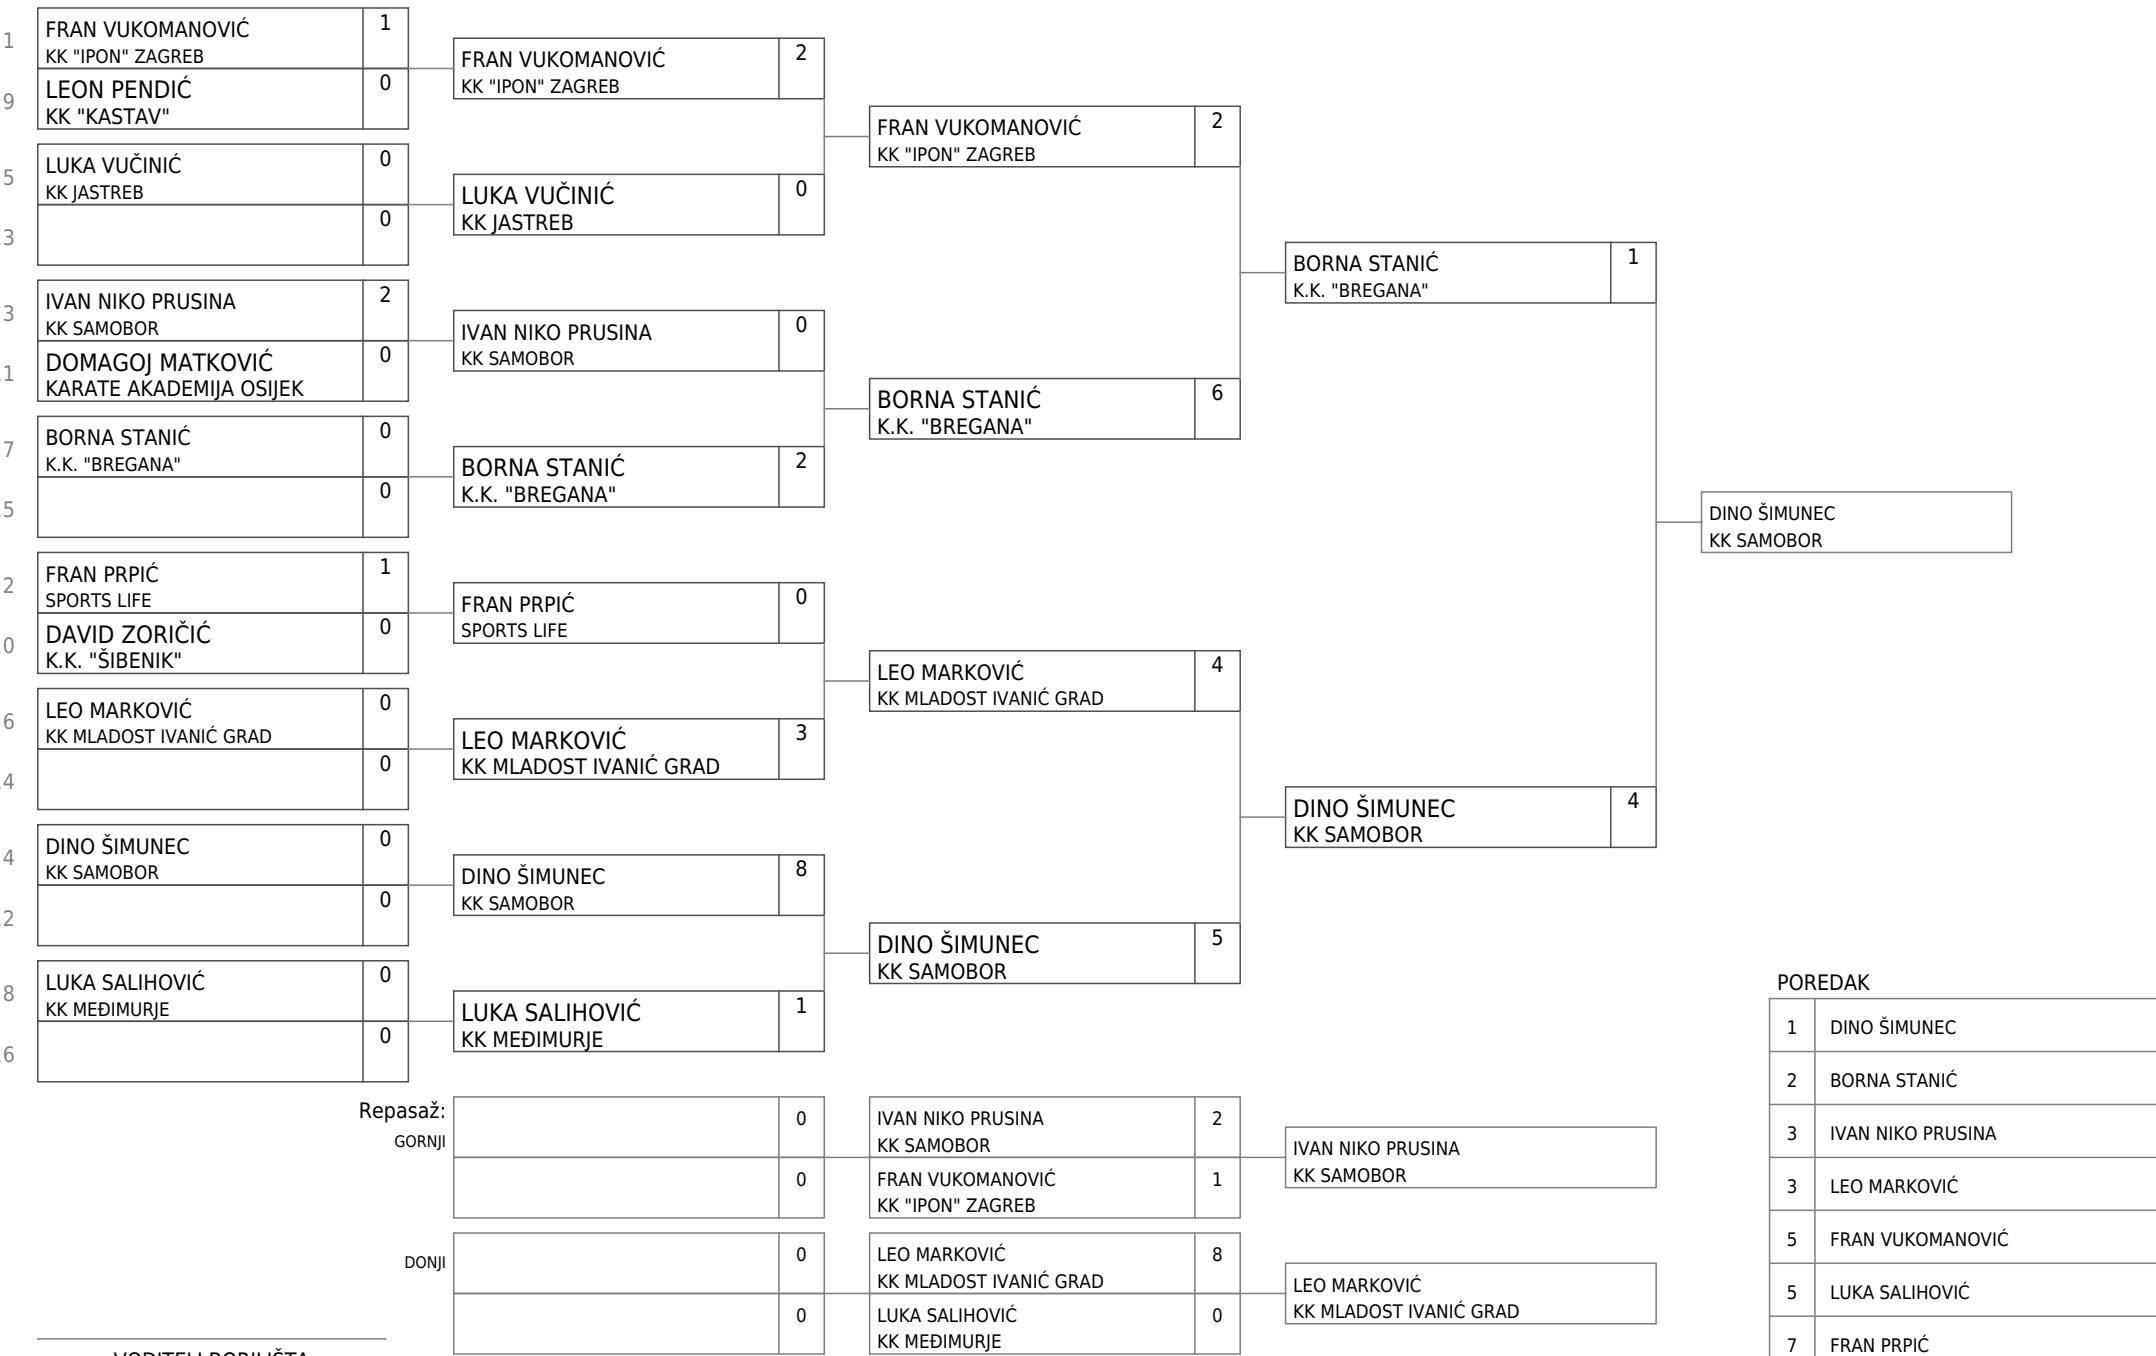 1
FRAN VUKOMANOVIĆ
KK "IPON" ZAGREB
1
9
LEON PENDIĆ
KK "KASTAV"
0
5
LUKA VUČINIĆ
KK JASTREB
0
3
0
3
IVAN NIKO PRUSINA
KK SAMOBOR
2
1
DOMAGOJ MATKOVIĆ
KARATE AKADEMIJA OSIJEK
0
7
BORNA STANIĆ
K.K. "BREGANA"
0
5
0
2
FRAN PRPIĆ
SPORTS LIFE
1
0
DAVID ZORIČIĆ
K.K. "ŠIBENIK"
0
6
LEO MARKOVIĆ
KK MLADOST IVANIĆ GRAD
0
4
0
4
DINO ŠIMUNEC
KK SAMOBOR
0
2
0
8
LUKA SALIHOVIĆ
KK MEĐIMURJE
0
6
0
FRAN VUKOMANOVIĆ
KK "IPON" ZAGREB
2
LUKA VUČINIĆ
KK JASTREB
0
IVAN NIKO PRUSINA
KK SAMOBOR
0
BORNA STANIĆ
K.K. "BREGANA"
2
FRAN PRPIĆ
SPORTS LIFE
0
LEO MARKOVIĆ
KK MLADOST IVANIĆ GRAD
3
DINO ŠIMUNEC
KK SAMOBOR
8
LUKA SALIHOVIĆ
KK MEĐIMURJE
1
FRAN VUKOMANOVIĆ
KK "IPON" ZAGREB
2
BORNA STANIĆ
K.K. "BREGANA"
6
LEO MARKOVIĆ
KK MLADOST IVANIĆ GRAD
4
DINO ŠIMUNEC
KK SAMOBOR
5
BORNA STANIĆ
K.K. "BREGANA"
1
DINO ŠIMUNEC
KK SAMOBOR
4
DINO ŠIMUNEC
KK SAMOBOR
Repasaž:
GORNJI
0
0
IVAN NIKO PRUSINA
KK SAMOBOR
2
FRAN VUKOMANOVIĆ
KK "IPON" ZAGREB
1
IVAN NIKO PRUSINA
KK SAMOBOR
DONJI
0
0
LEO MARKOVIĆ
KK MLADOST IVANIĆ GRAD
8
LUKA SALIHOVIĆ
KK MEĐIMURJE
0
LEO MARKOVIĆ
KK MLADOST IVANIĆ GRAD
POREDAK
1 DINO ŠIMUNEC
2 BORNA STANIĆ
3 IVAN NIKO PRUSINA
3 LEO MARKOVIĆ
5 FRAN VUKOMANOVIĆ
5 LUKA SALIHOVIĆ
7 FRAN PRPIĆ